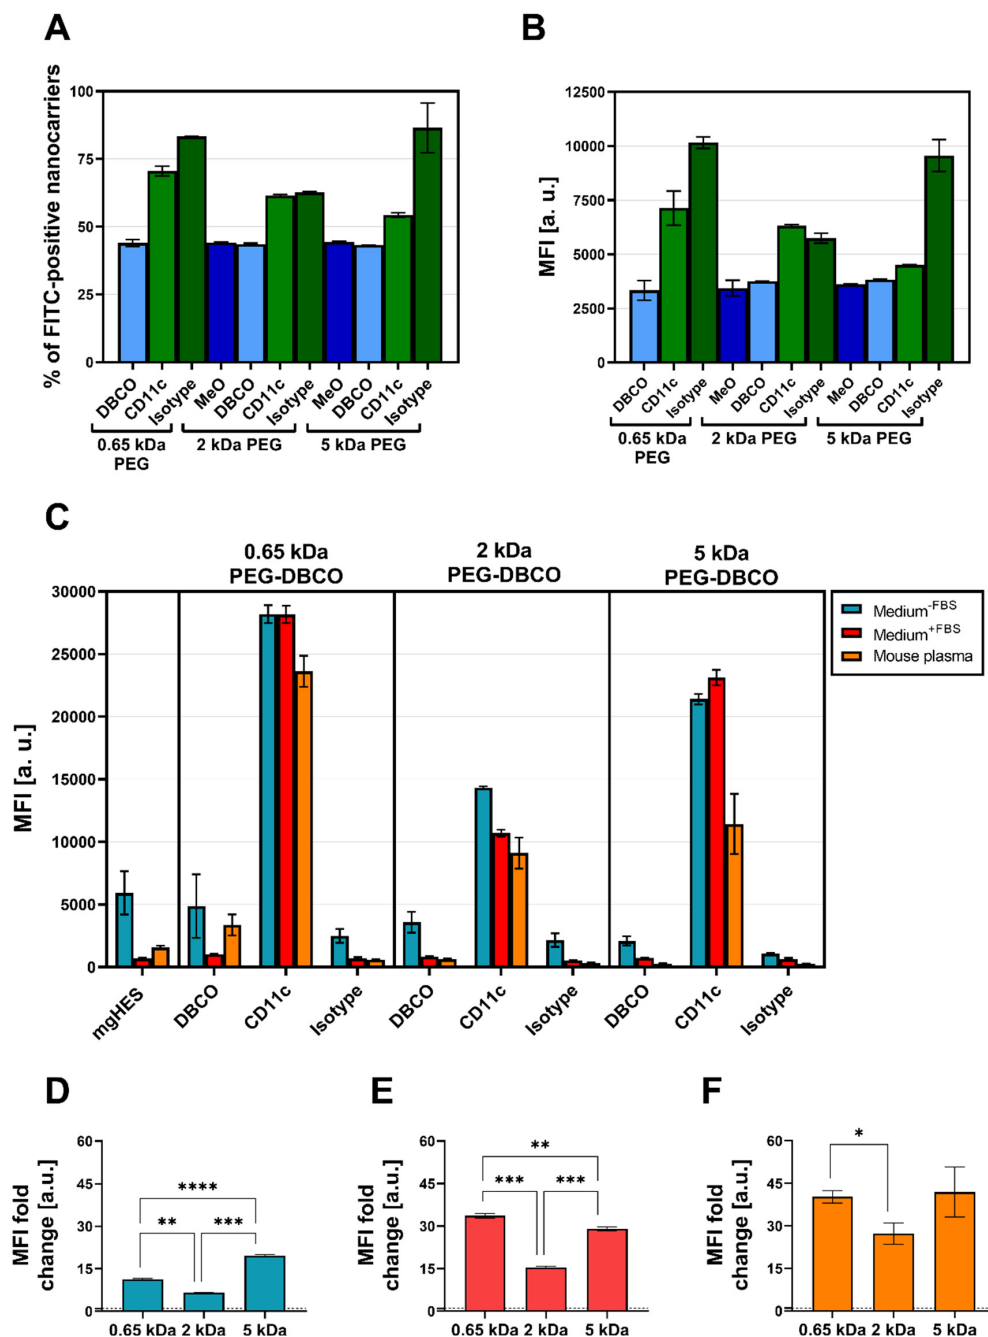 A
% of FITC-positive nanocarriers
100
75
50
25
0
DBCO
CD11c
Isotype
MeO
DBCO
CD11c
Isotype
MeO
DBCO
CD11c
Isotype
0.65 kDa
PEG
2 kDa PEG
5 kDa PEG
B
MFI [a. u.]
12500
10000
7500
5000
2500
0
DBCO
CD11c
Isotype
MeO
DBCO
CD11c
Isotype
MeO
DBCO
CD11c
Isotype
0.65 kDa
PEG
2 kDa PEG
5 kDa PEG
C
0.65 kDa
PEG-DBCO
2 kDa
PEG-DBCO
5 kDa
PEG-DBCO
MFI [a. u.]
30000
25000
20000
15000
10000
5000
0
mgHES
DBCO
CD11c
Isotype
DBCO
CD11c
Isotype
DBCO
CD11c
Isotype
Medium-FBS
Medium+FBS
Mouse plasma
D
MFI fold
change [a.u.]
60
45
30
15
0
****
** ***
0.65 kDa 2 kDa 5 kDa
E
MFI fold
change [a.u.]
60
45
30
15
0
**
*** ***
0.65 kDa 2 kDa 5 kDa
F
MFI fold
change [a.u.]
60
45
30
15
0
*
0.65 kDa 2 kDa 5 kDa